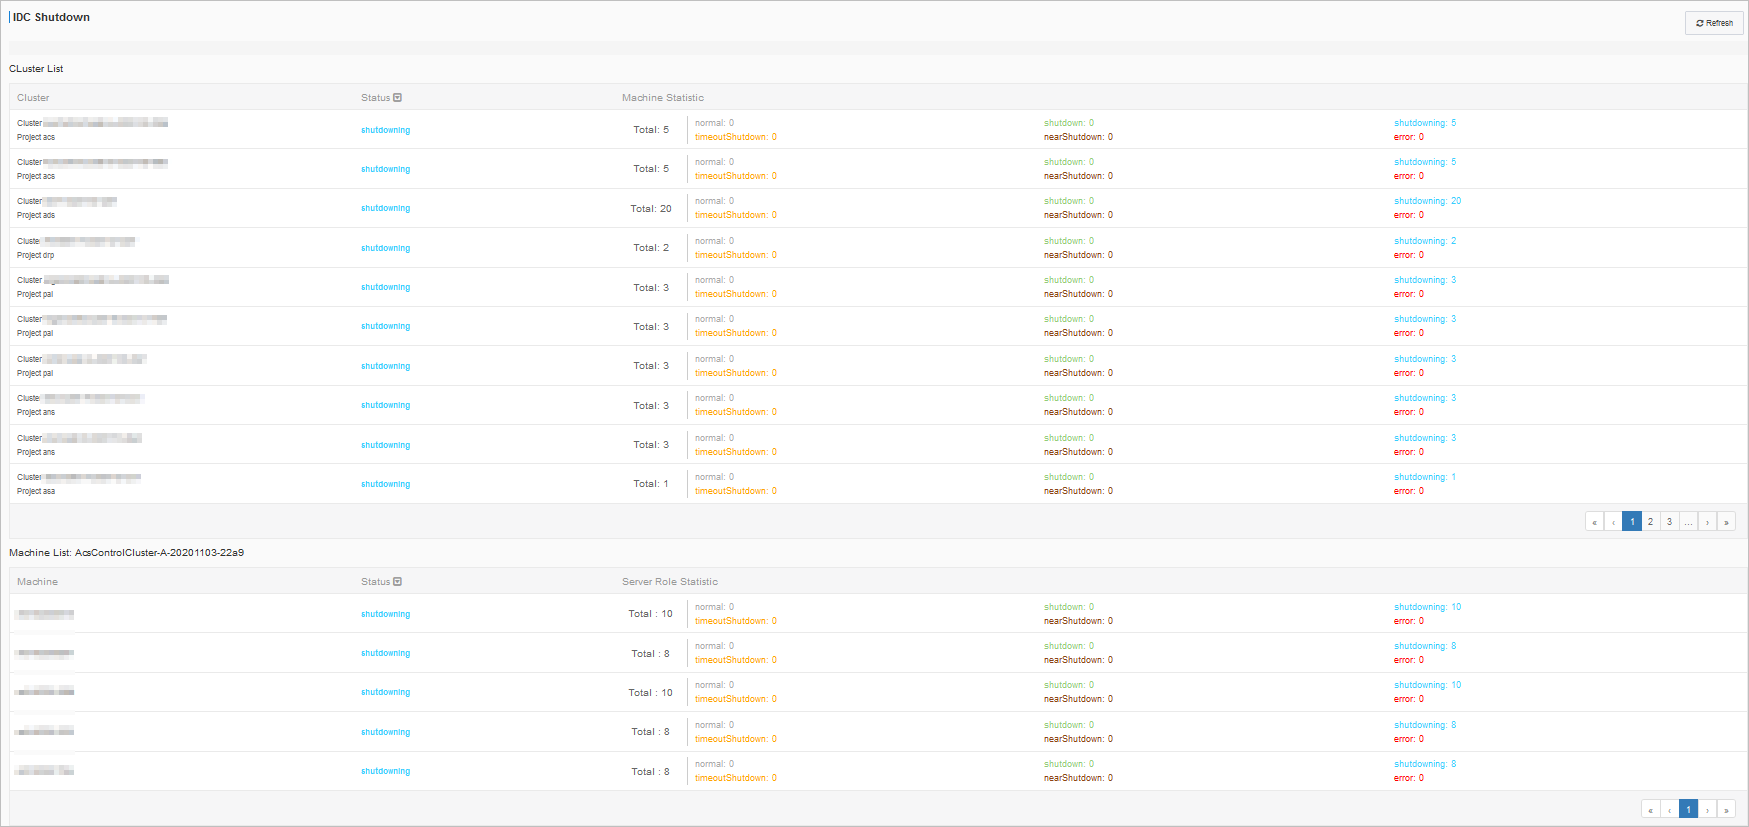 IDC Shutdown
Refresh
CLuster List
Cluster Status Machine Statistic
Cluster
Project acs
shutdowning
Total: 5
normal: 0 shutdown: 0 shutdowning: 5
timeoutShutdown: 0 nearShutdown: 0 error: 0
Cluster
Project acs
shutdowning
Total: 5
normal: 0 shutdown: 0 shutdowning: 5
timeoutShutdown: 0 nearShutdown: 0 error: 0
Cluster
Project ads
shutdowning
Total: 20
normal: 0 shutdown: 0 shutdowning: 20
timeoutShutdown: 0 nearShutdown: 0 error: 0
Cluster
Project drp
shutdowning
Total: 2
normal: 0 shutdown: 0 shutdowning: 2
timeoutShutdown: 0 nearShutdown: 0 error: 0
Cluster
Project pai
shutdowning
Total: 3
normal: 0 shutdown: 0 shutdowning: 3
timeoutShutdown: 0 nearShutdown: 0 error: 0
Cluster
Project pai
shutdowning
Total: 3
normal: 0 shutdown: 0 shutdowning: 3
timeoutShutdown: 0 nearShutdown: 0 error: 0
Cluster
Project pai
shutdowning
Total: 3
normal: 0 shutdown: 0 shutdowning: 3
timeoutShutdown: 0 nearShutdown: 0 error: 0
Cluster
Project ans
shutdowning
Total: 3
normal: 0 shutdown: 0 shutdowning: 3
timeoutShutdown: 0 nearShutdown: 0 error: 0
Cluster
Project ans
shutdowning
Total: 3
normal: 0 shutdown: 0 shutdowning: 3
timeoutShutdown: 0 nearShutdown: 0 error: 0
Cluster
Project asa
shutdowning
Total: 1
normal: 0 shutdown: 0 shutdowning: 1
timeoutShutdown: 0 nearShutdown: 0 error: 0
« ‹ 1 2 3 ... › »
Machine List: AcsControlCluster-A-20201103-22a9
Machine Status Server Role Statistic
shutdowning
Total : 10
normal: 0 shutdown: 0 shutdowning: 10
timeoutShutdown: 0 nearShutdown: 0 error: 0
shutdowning
Total : 8
normal: 0 shutdown: 0 shutdowning: 8
timeoutShutdown: 0 nearShutdown: 0 error: 0
shutdowning
Total : 10
normal: 0 shutdown: 0 shutdowning: 10
timeoutShutdown: 0 nearShutdown: 0 error: 0
shutdowning
Total : 8
normal: 0 shutdown: 0 shutdowning: 8
timeoutShutdown: 0 nearShutdown: 0 error: 0
shutdowning
Total : 8
normal: 0 shutdown: 0 shutdowning: 8
timeoutShutdown: 0 nearShutdown: 0 error: 0
« ‹ 1 › »